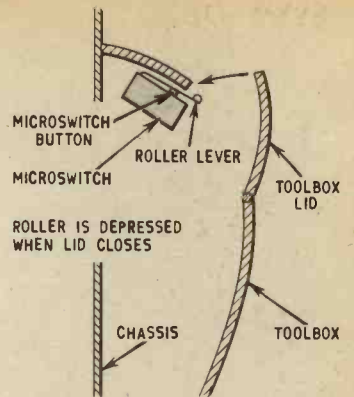 MICROSWITCH
BUTTON
ROLLER LEVER
MICROSWITCH
TOOLBOX
LID
ROLLER IS DEPRESSED
WHEN LID CLOSES
CHASSIS
TOOLBOX